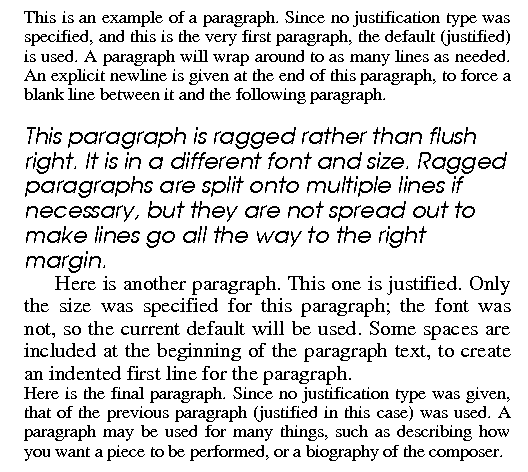 This is an example of a paragraph. Since no justification type was
specified, and this is the very first paragraph, the default (justified)
is used. A paragraph will wrap around to as many lines as needed.
An explicit newline is given at the end of this paragraph, to force a
blank line between it and the following paragraph.
This paragraph is ragged rather than flush
right. It is in a different font and size. Ragged
paragraphs are split onto multiple lines if
necessary, but they are not spread out to
make lines go all the way to the right
margin.
Here is another paragraph. This one is justified. Only
the size was specified for this paragraph; the font was
not, so the current default will be used. Some spaces are
included at the beginning of the paragraph text, to create
an indented first line for the paragraph.
Here is the final paragraph. Since no justification type was given,
that of the previous paragraph (justified in this case) was used. A
paragraph may be used for many things, such as describing how
you want a piece to be performed, or a biography of the composer.